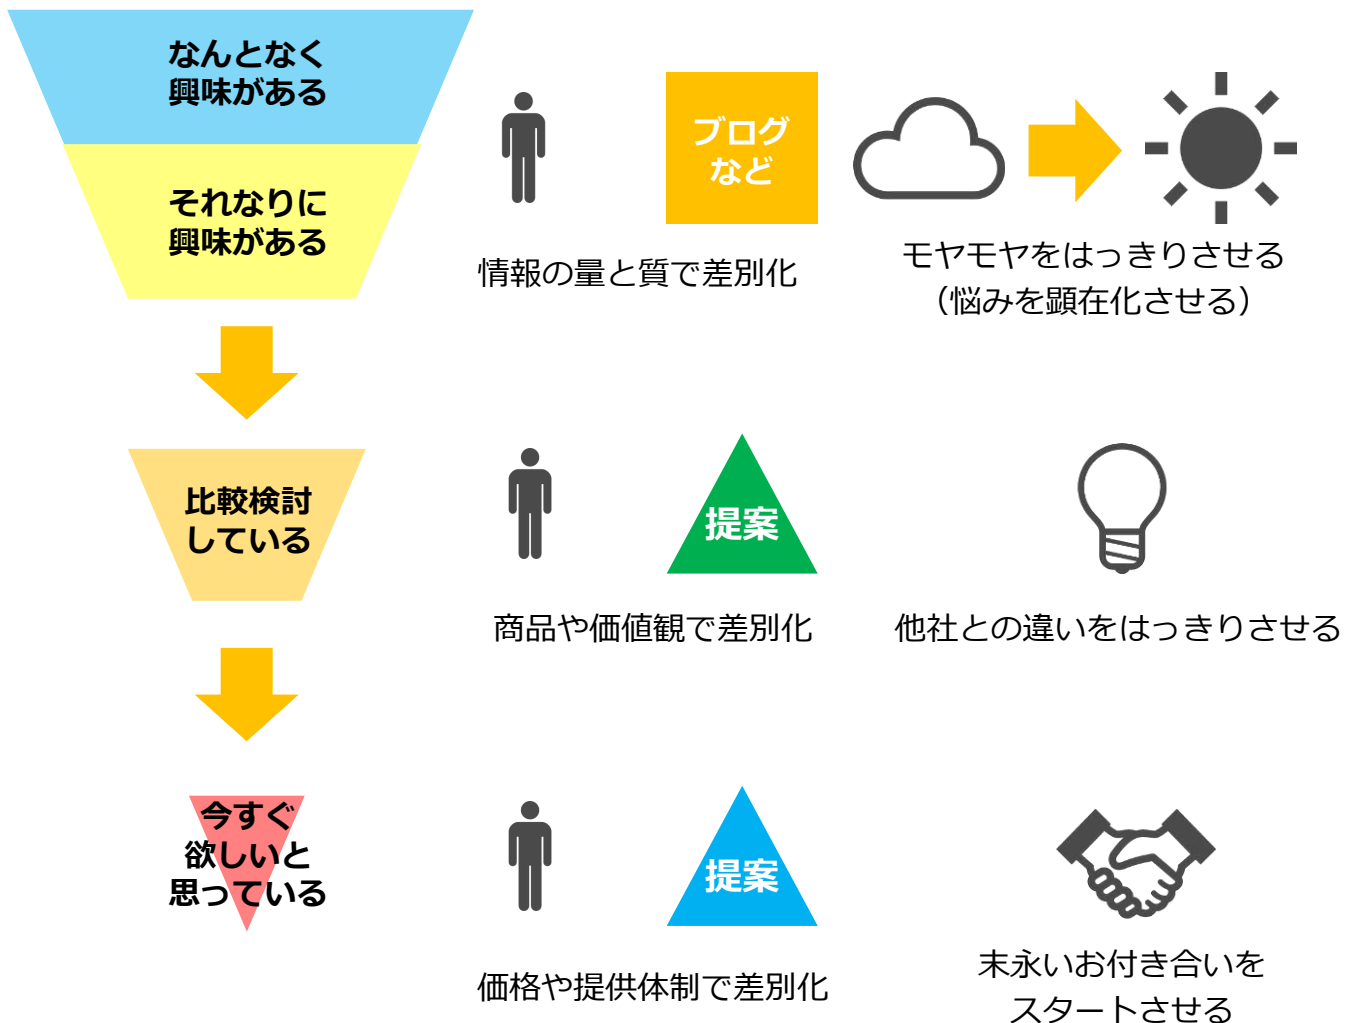 なんとなく
興味がある
それなりに
興味がある
ブログ
など
情報の量と質で差別化
モヤモヤをはっきりさせる
（悩みを顕在化させる）
比較検討
している
提案
商品や価値観で差別化
他社との違いをはっきりさせる
今すぐ
欲しいと
思っている
提案
価格や提供体制で差別化
末永いお付き合いを
スタートさせる